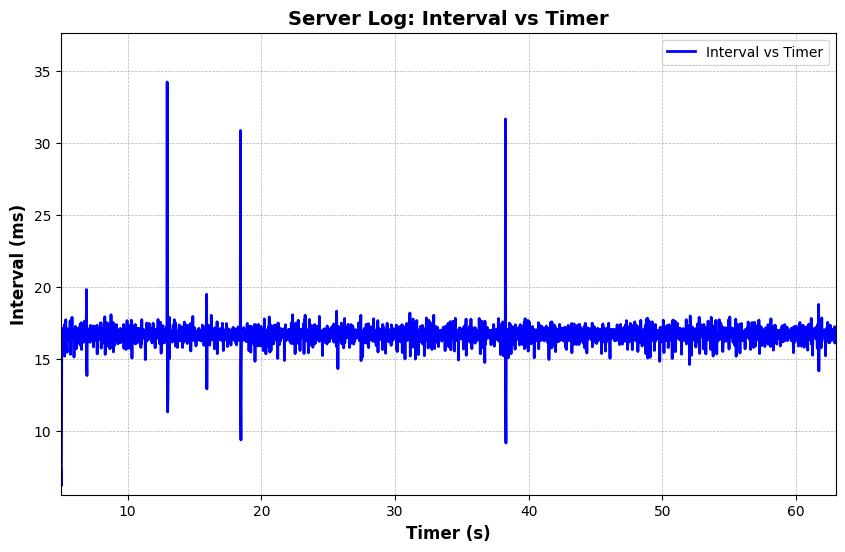 Server Log: Interval vs Timer
Interval vs Timer
35
30
25
20
15
10
Interval (ms)
10 20 30 40 50 60
Timer (s)